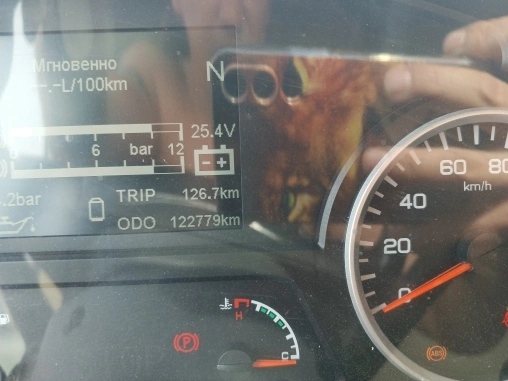 Мгновенно
--.-L/100km
N
25.4V
6 bar 12
.2bar
TRIP 126.7km
ODO 122779km
0 20 40 60 80
km/h
H
C
P
ABS